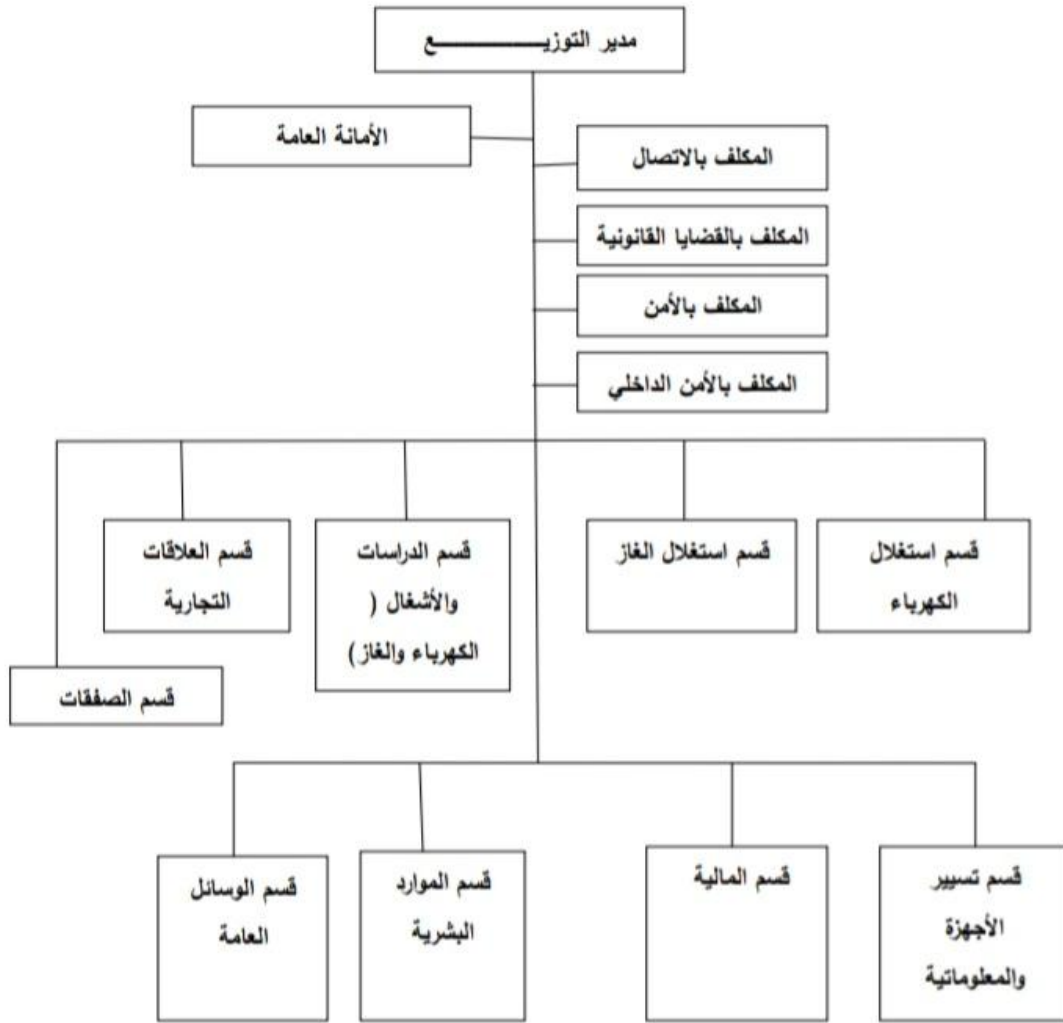 مدير التوزيـــــــــــــع
الأمانة العامة
المكلف بالاتصال
المكلف بالقضايا القانونية
المكلف بالأمن
المكلف بالأمن الداخلي
قسم استغلال
الكهرباء
قسم استغلال الغاز
قسم الدراسات
والأشغال (
الكهرباء والغاز)
قسم العلاقات
التجارية
قسم الصفقات
قسم تسيير
الأجهزة
والمعلوماتية
قسم المالية
قسم الموارد
البشرية
قسم الوسائل
العامة